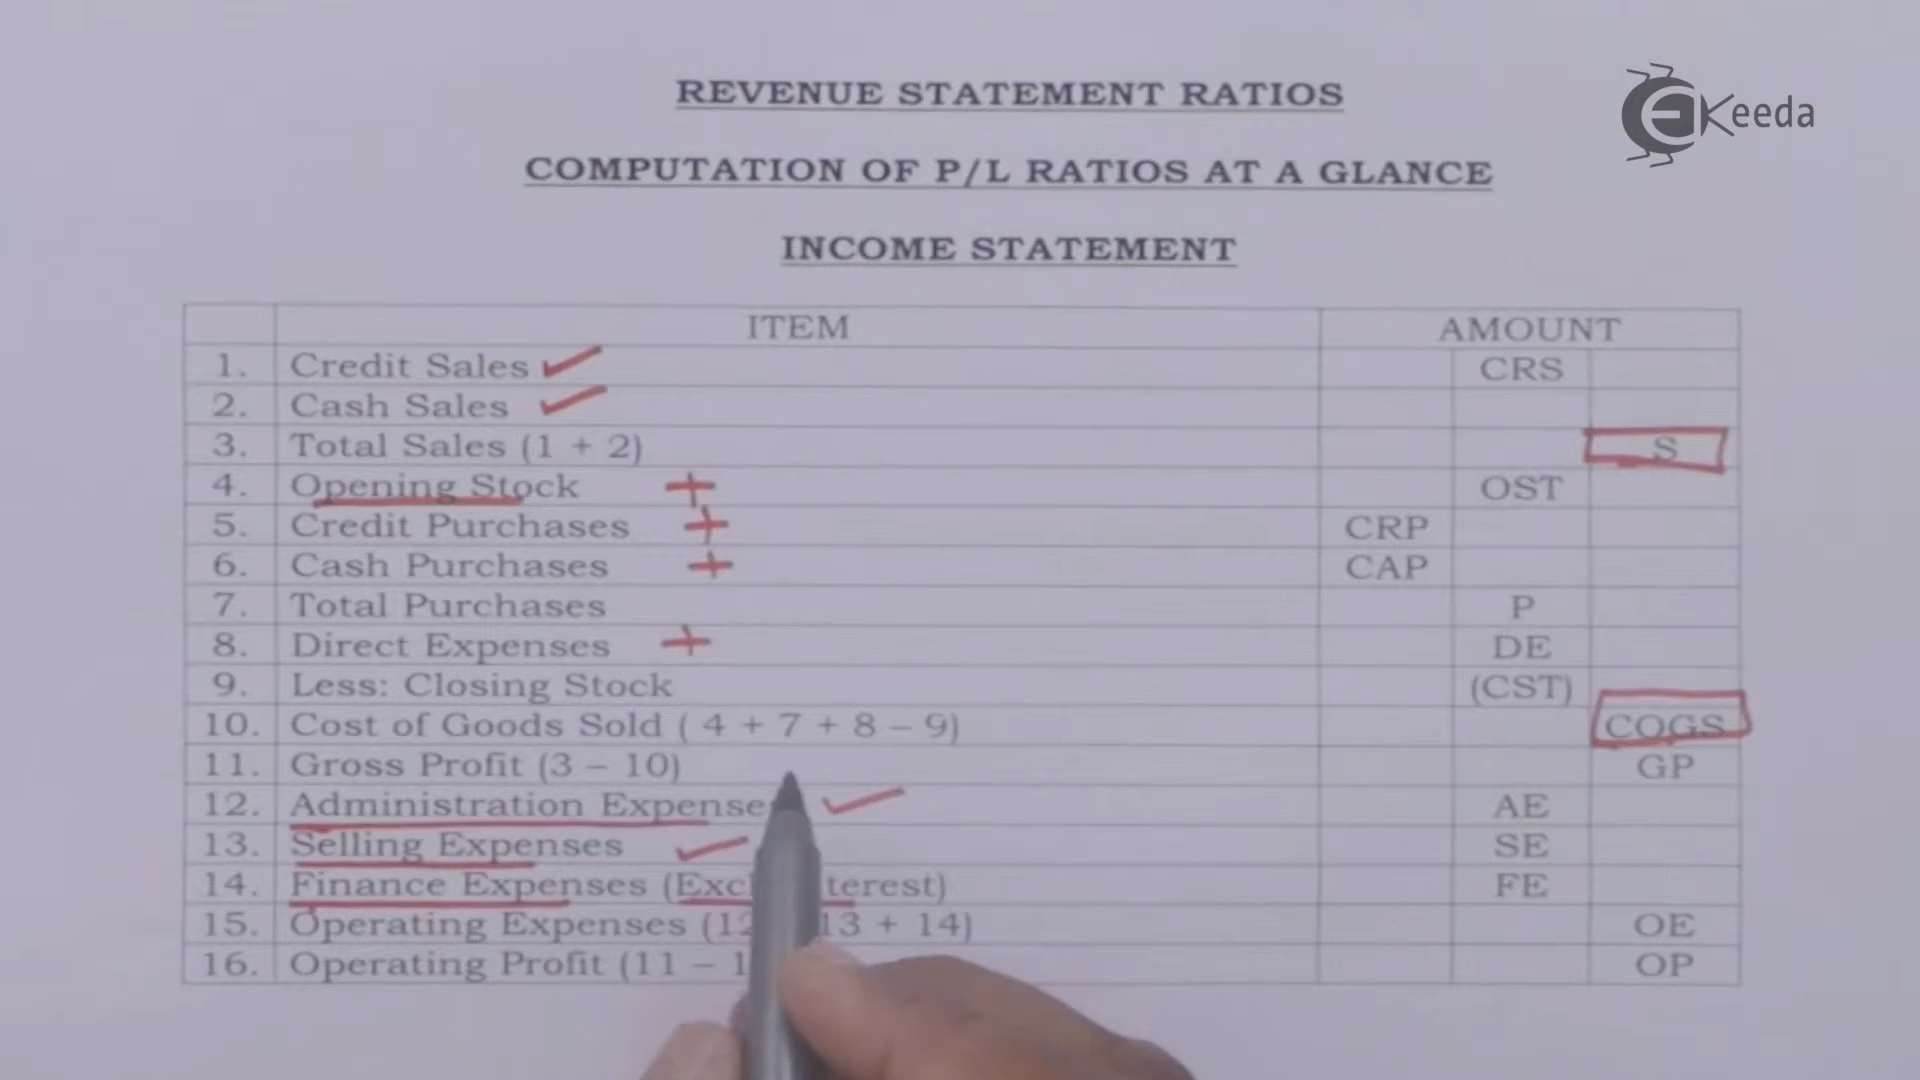 REVENUE STATEMENT RATIOS
EKeeda
COMPUTATION OF P/L RATIOS AT A GLANCE
INCOME STATEMENT
ITEM AMOUNT
1. Credit Sales CRS
2. Cash Sales
3. Total Sales (1 + 2) S
4. Opening Stock + OST
5. Credit Purchases + CRP
6. Cash Purchases + CAP
7. Total Purchases P
8. Direct Expenses + DE
9. Less: Closing Stock (CST)
10. Cost of Goods Sold ( 4 + 7 + 8 – 9) COGS
11. Gross Profit (3 – 10) GP
12. Administration Expense AE
13. Selling Expenses SE
14. Finance Expenses FE
15. Operating Expenses 13 + 14) OE
16. Operating Profit (11 – OP